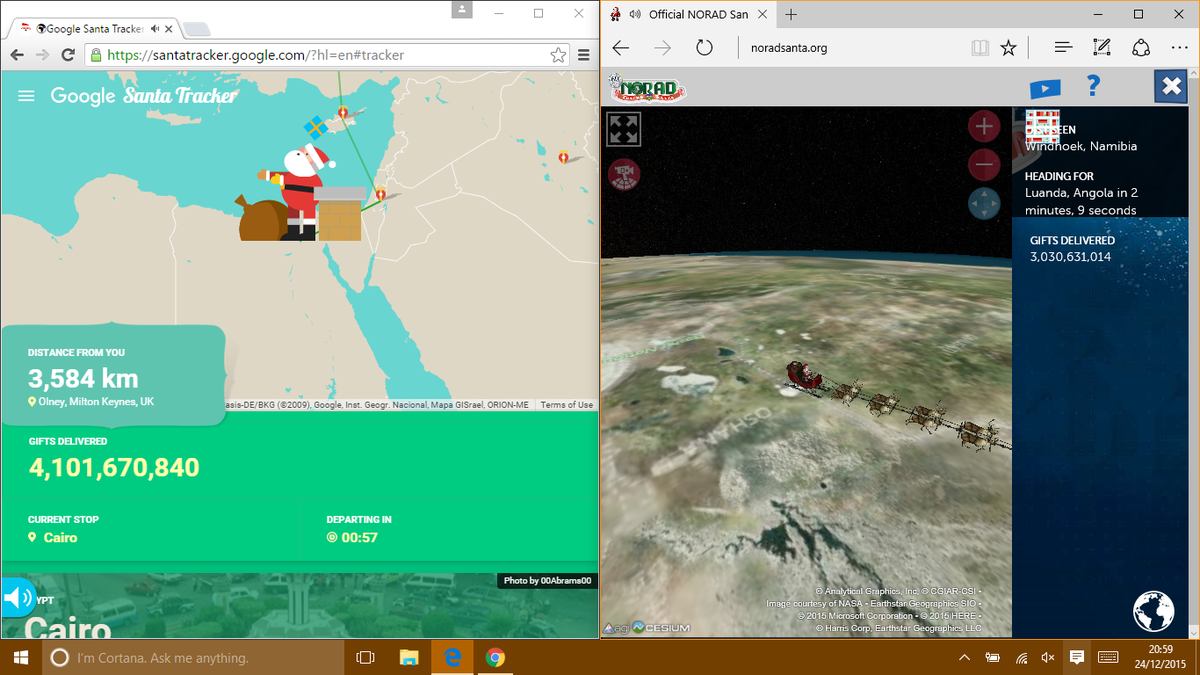 Google Santa Tracker
https://santatracker.google.com/?hl=en#tracker
Google Santa Tracker
DISTANCE FROM YOU
3,584 km
Olney, Milton Keynes, UK
asis-DE/BKG (©2009), Google, Inst. Geogr. Nacional, Mapa GISrael, ORION-ME Terms of Use
GIFTS DELIVERED
4,101,670,840
CURRENT STOP
Cairo
DEPARTING IN
00:57
Photo by 00Abrams00
YPT
Cairo
Official NORAD San
noradsanta.org
NORAD
EEN
Windhoek, Namibia
HEADING FOR
Luanda, Angola in 2
minutes, 9 seconds
GIFTS DELIVERED
3,030,631,014
© Analytical Graphics, Inc. © CGIAR-CSI •
Image courtesy of NASA • Earthstar Geographics SIO •
© 2015 Microsoft Corporation • © 2015 HERE •
© Harris Corp, Earthstar Geographics LLC
agi CESIUM
I'm Cortana. Ask me anything.
20:59
24/12/2015